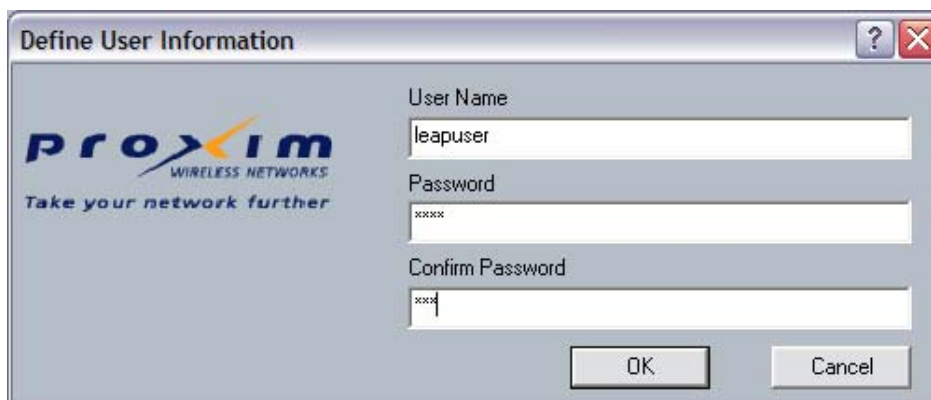 Define User Information
?
proxim
WIRELESS NETWORKS
Take your network further
User Name
leapuser
Password
****
Confirm Password
***
OK
Cancel